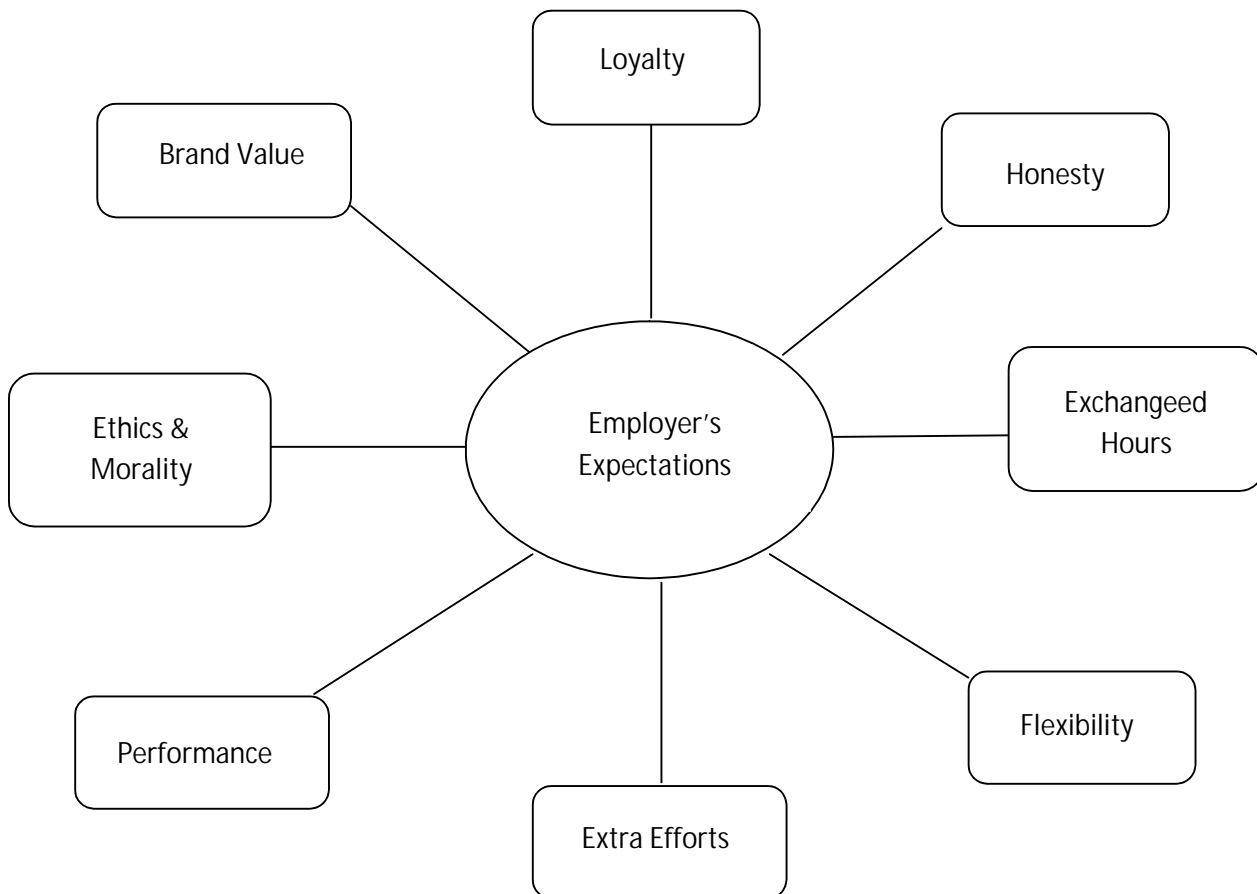 Loyalty
Brand Value
Honesty
Employer's
Expectations
Exchangeed
Hours
Ethics &
Morality
Performance
Flexibility
Extra Efforts